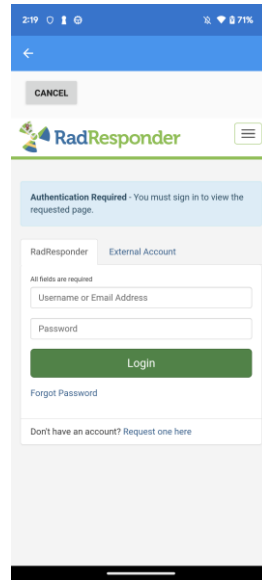 2:19 71%
CANCEL
RadResponder
Authentication Required - You must sign in to view the
requested page.
RadResponder External Account
All fields are required
Username or Email Address
Password
Login
Forgot Password
Don't have an account? Request one here